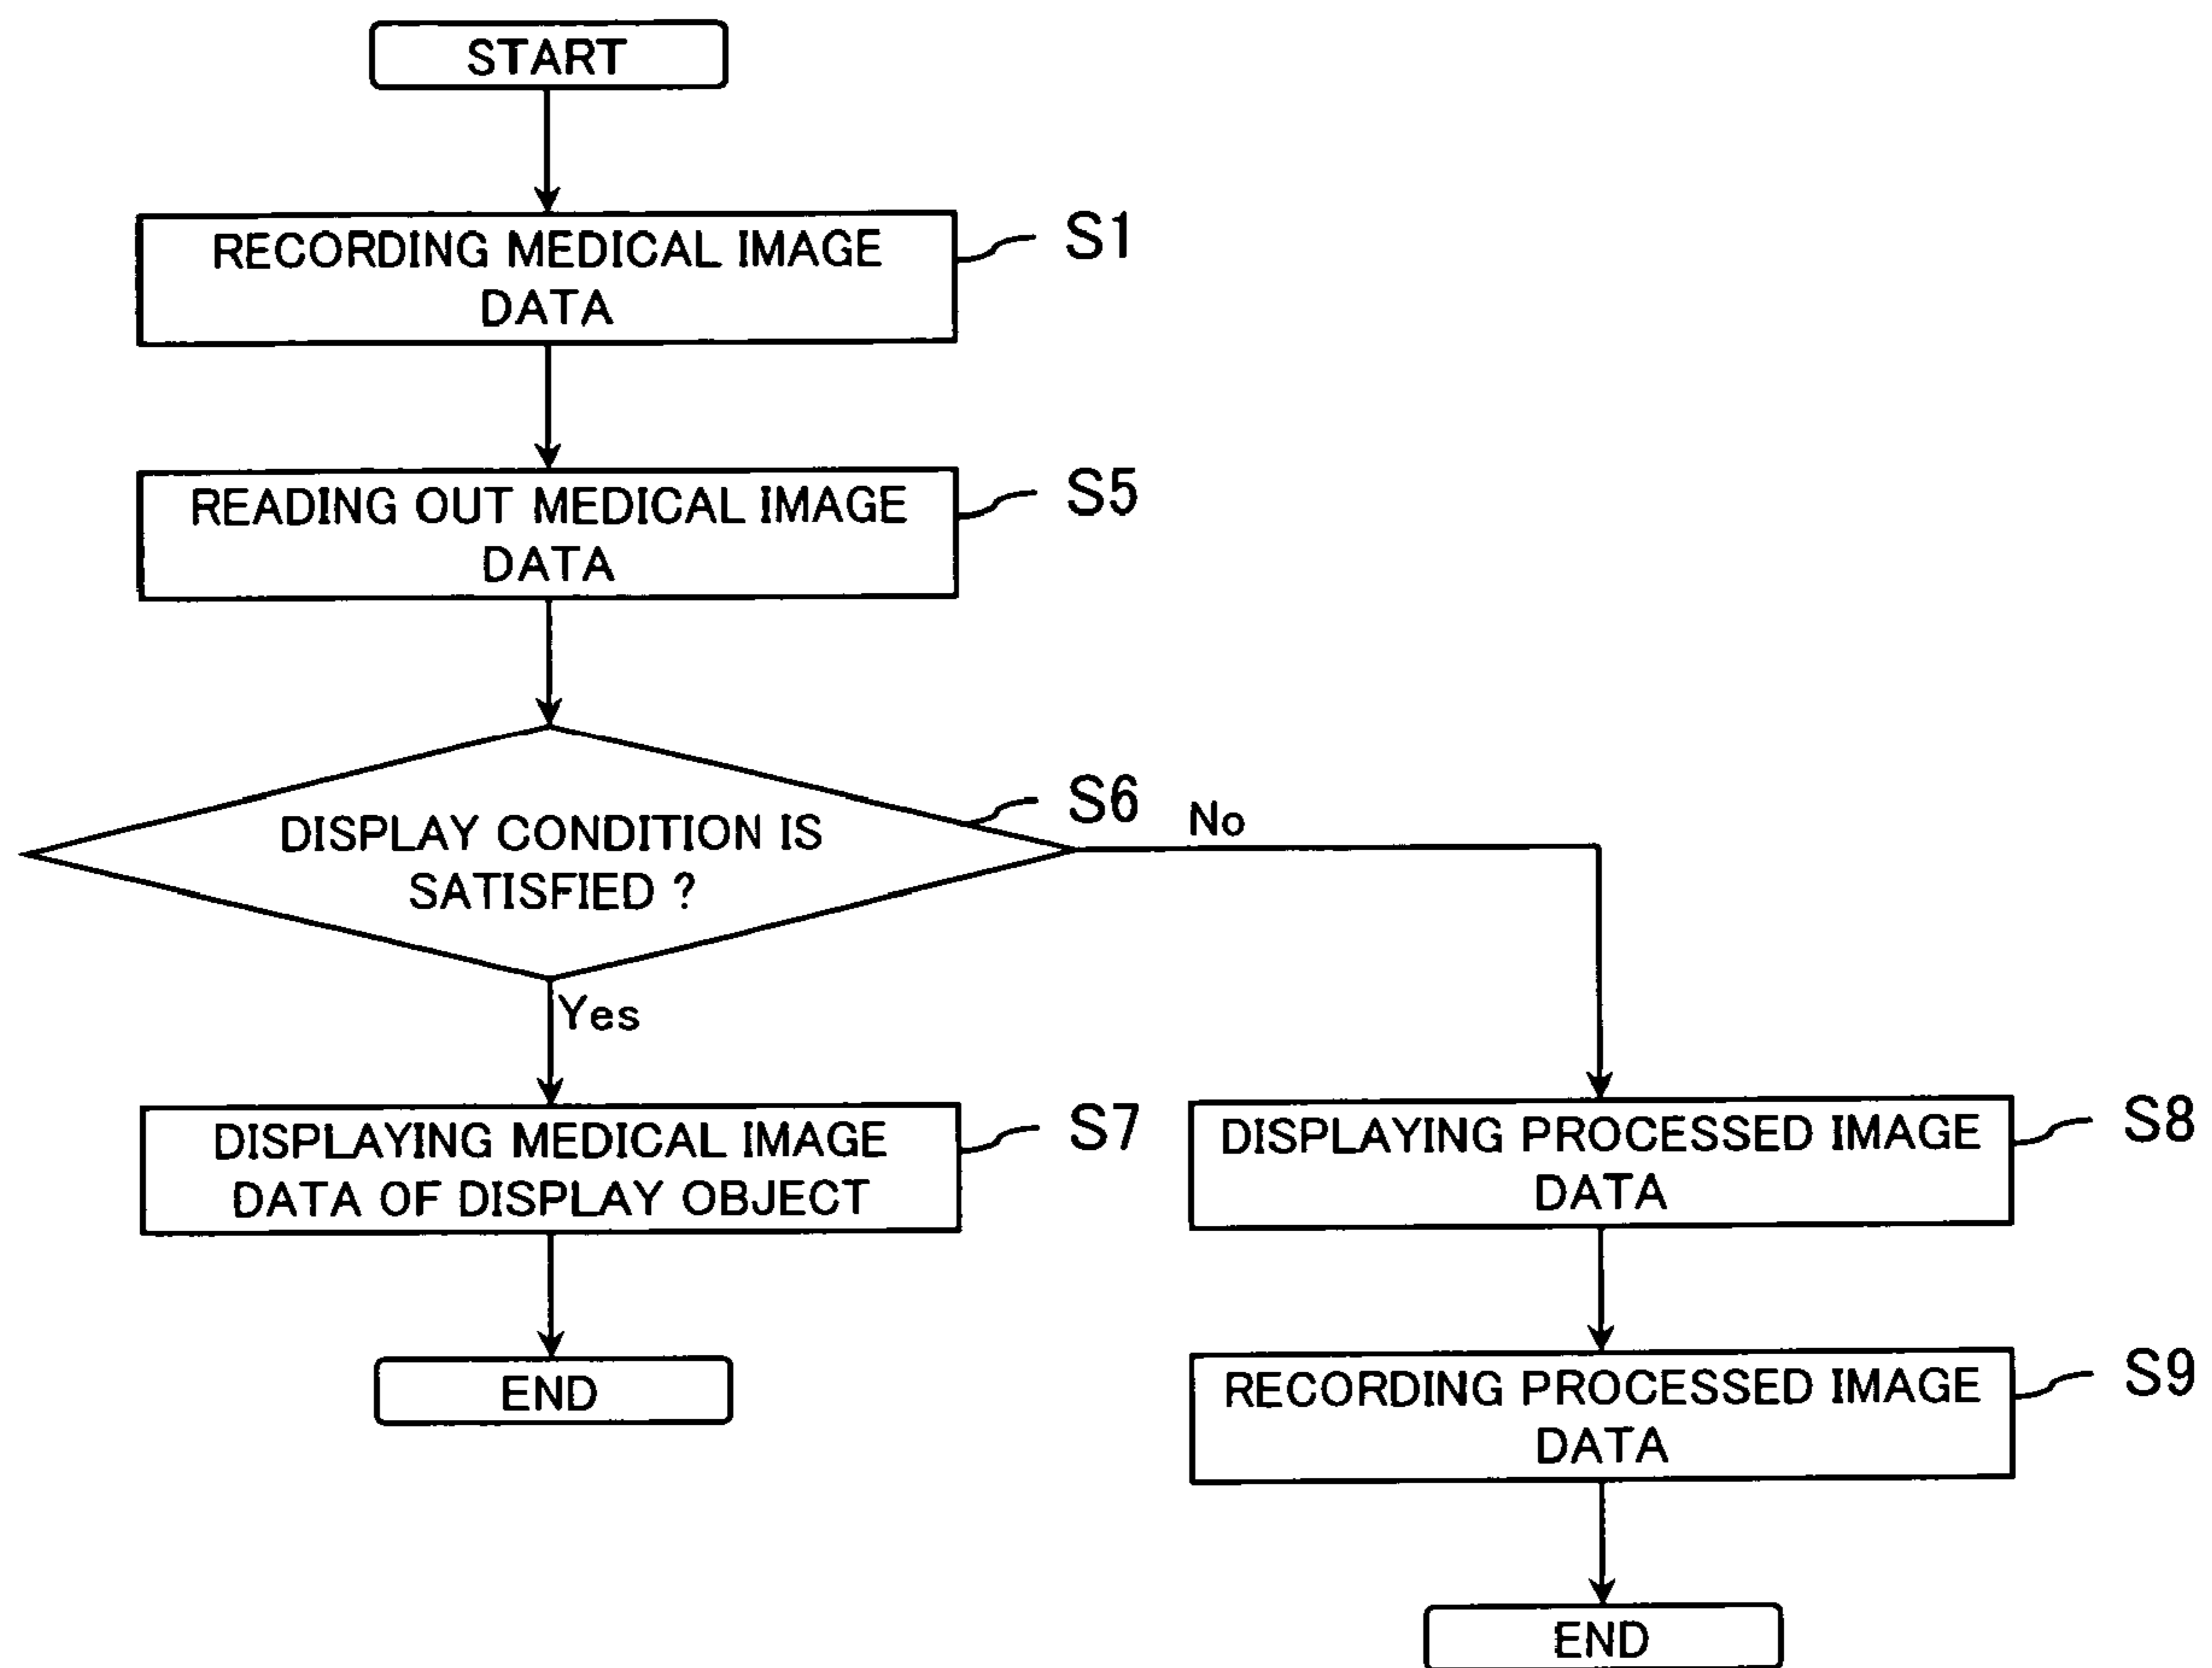 START
RECORDING MEDICAL IMAGE
DATA
S1
READING OUT MEDICAL IMAGE
DATA
S5
DISPLAY CONDITION IS
SATISFIED ?
S6
No
Yes
DISPLAYING MEDICAL IMAGE
DATA OF DISPLAY OBJECT
S7
END
DISPLAYING PROCESSED IMAGE
DATA
S8
RECORDING PROCESSED IMAGE
DATA
S9
END